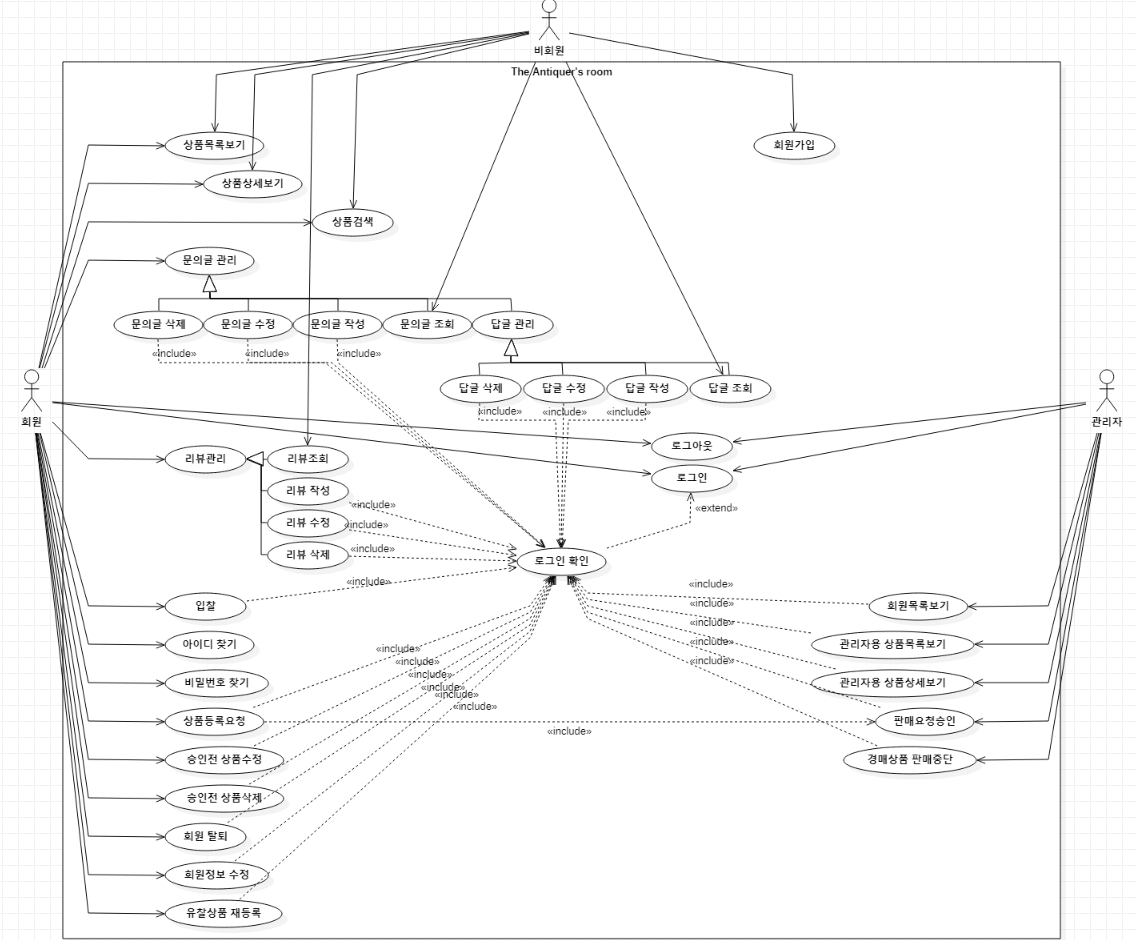 비회원
The Antiquer's room
상품목록보기
회원가입
상품상세보기
상품검색
문의글 관리
문의글 삭제
문의글 수정
문의글 작성
문의글 조회
답글 관리
«include»
«include»
«include»
답글 삭제
답글 수정
답글 작성
답글 조회
«include»
«include»
«include»
회원
관리자
로그아웃
리뷰관리
리뷰조회
로그인
리뷰 작성
«include»
«extend»
리뷰 수정
«include»
리뷰 삭제
«include»
로그인 확인
«include»
«include»
입찰
«include»
회원목록보기
«include»
아이디 찾기
«include»
«include»
관리자용 상품목록보기
«include»
«include»
«include»
비밀번호 찾기
«include»
«include»
«include»
관리자용 상품상세보기
상품등록요청
«include»
판매요청승인
승인전 상품수정
경매상품 판매중단
승인전 상품삭제
회원 탈퇴
회원정보 수정
유찰상품 재등록